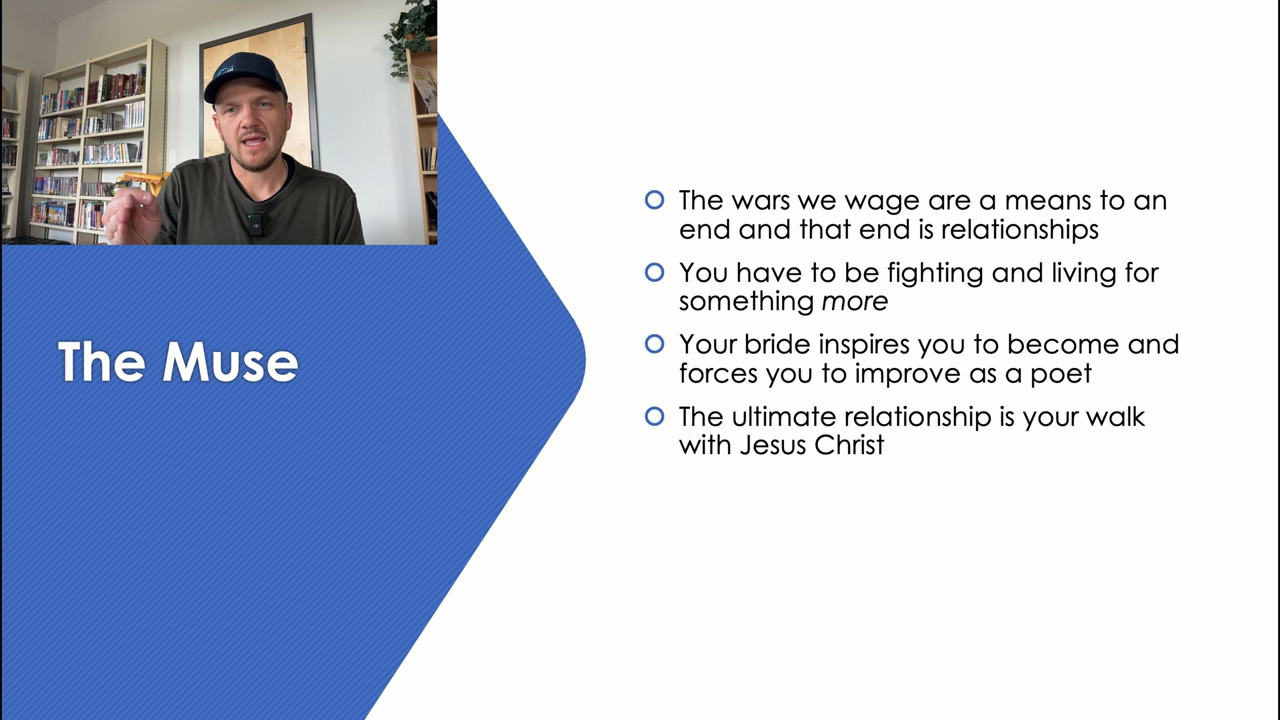 The Muse
The wars we wage are a means to an
end and that end is relationships
You have to be fighting and living for
something more
Your bride inspires you to become and
forces you to improve as a poet
The ultimate relationship is your walk
with Jesus Christ